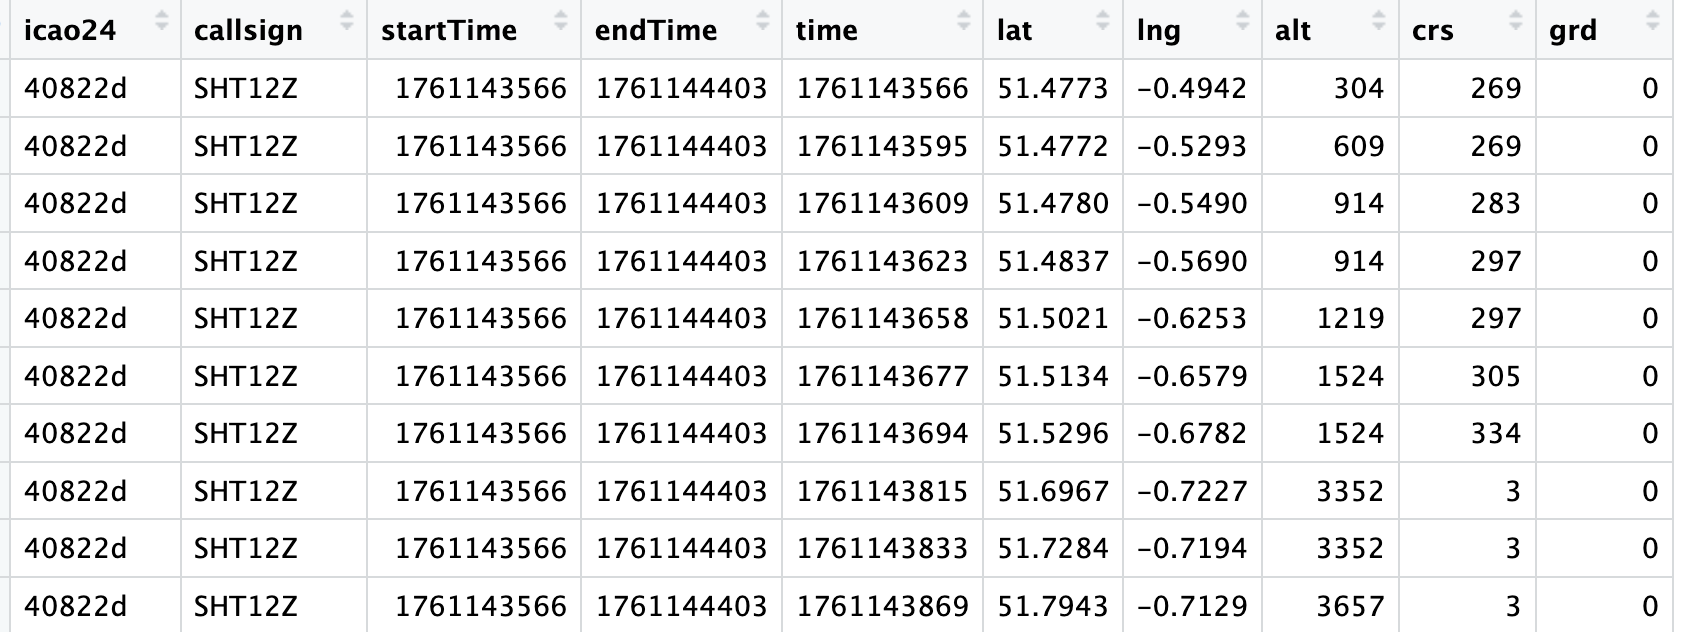 icao24 callsign startTime endTime time lat lng alt crs grd
40822d SHT12Z 1761143566 1761144403 1761143566 51.4773 -0.4942 304 269 0
40822d SHT12Z 1761143566 1761144403 1761143595 51.4772 -0.5293 609 269 0
40822d SHT12Z 1761143566 1761144403 1761143609 51.4780 -0.5490 914 283 0
40822d SHT12Z 1761143566 1761144403 1761143623 51.4837 -0.5690 914 297 0
40822d SHT12Z 1761143566 1761144403 1761143658 51.5021 -0.6253 1219 297 0
40822d SHT12Z 1761143566 1761144403 1761143677 51.5134 -0.6579 1524 305 0
40822d SHT12Z 1761143566 1761144403 1761143694 51.5296 -0.6782 1524 334 0
40822d SHT12Z 1761143566 1761144403 1761143815 51.6967 -0.7227 3352 3 0
40822d SHT12Z 1761143566 1761144403 1761143833 51.7284 -0.7194 3352 3 0
40822d SHT12Z 1761143566 1761144403 1761143869 51.7943 -0.7129 3657 3 0